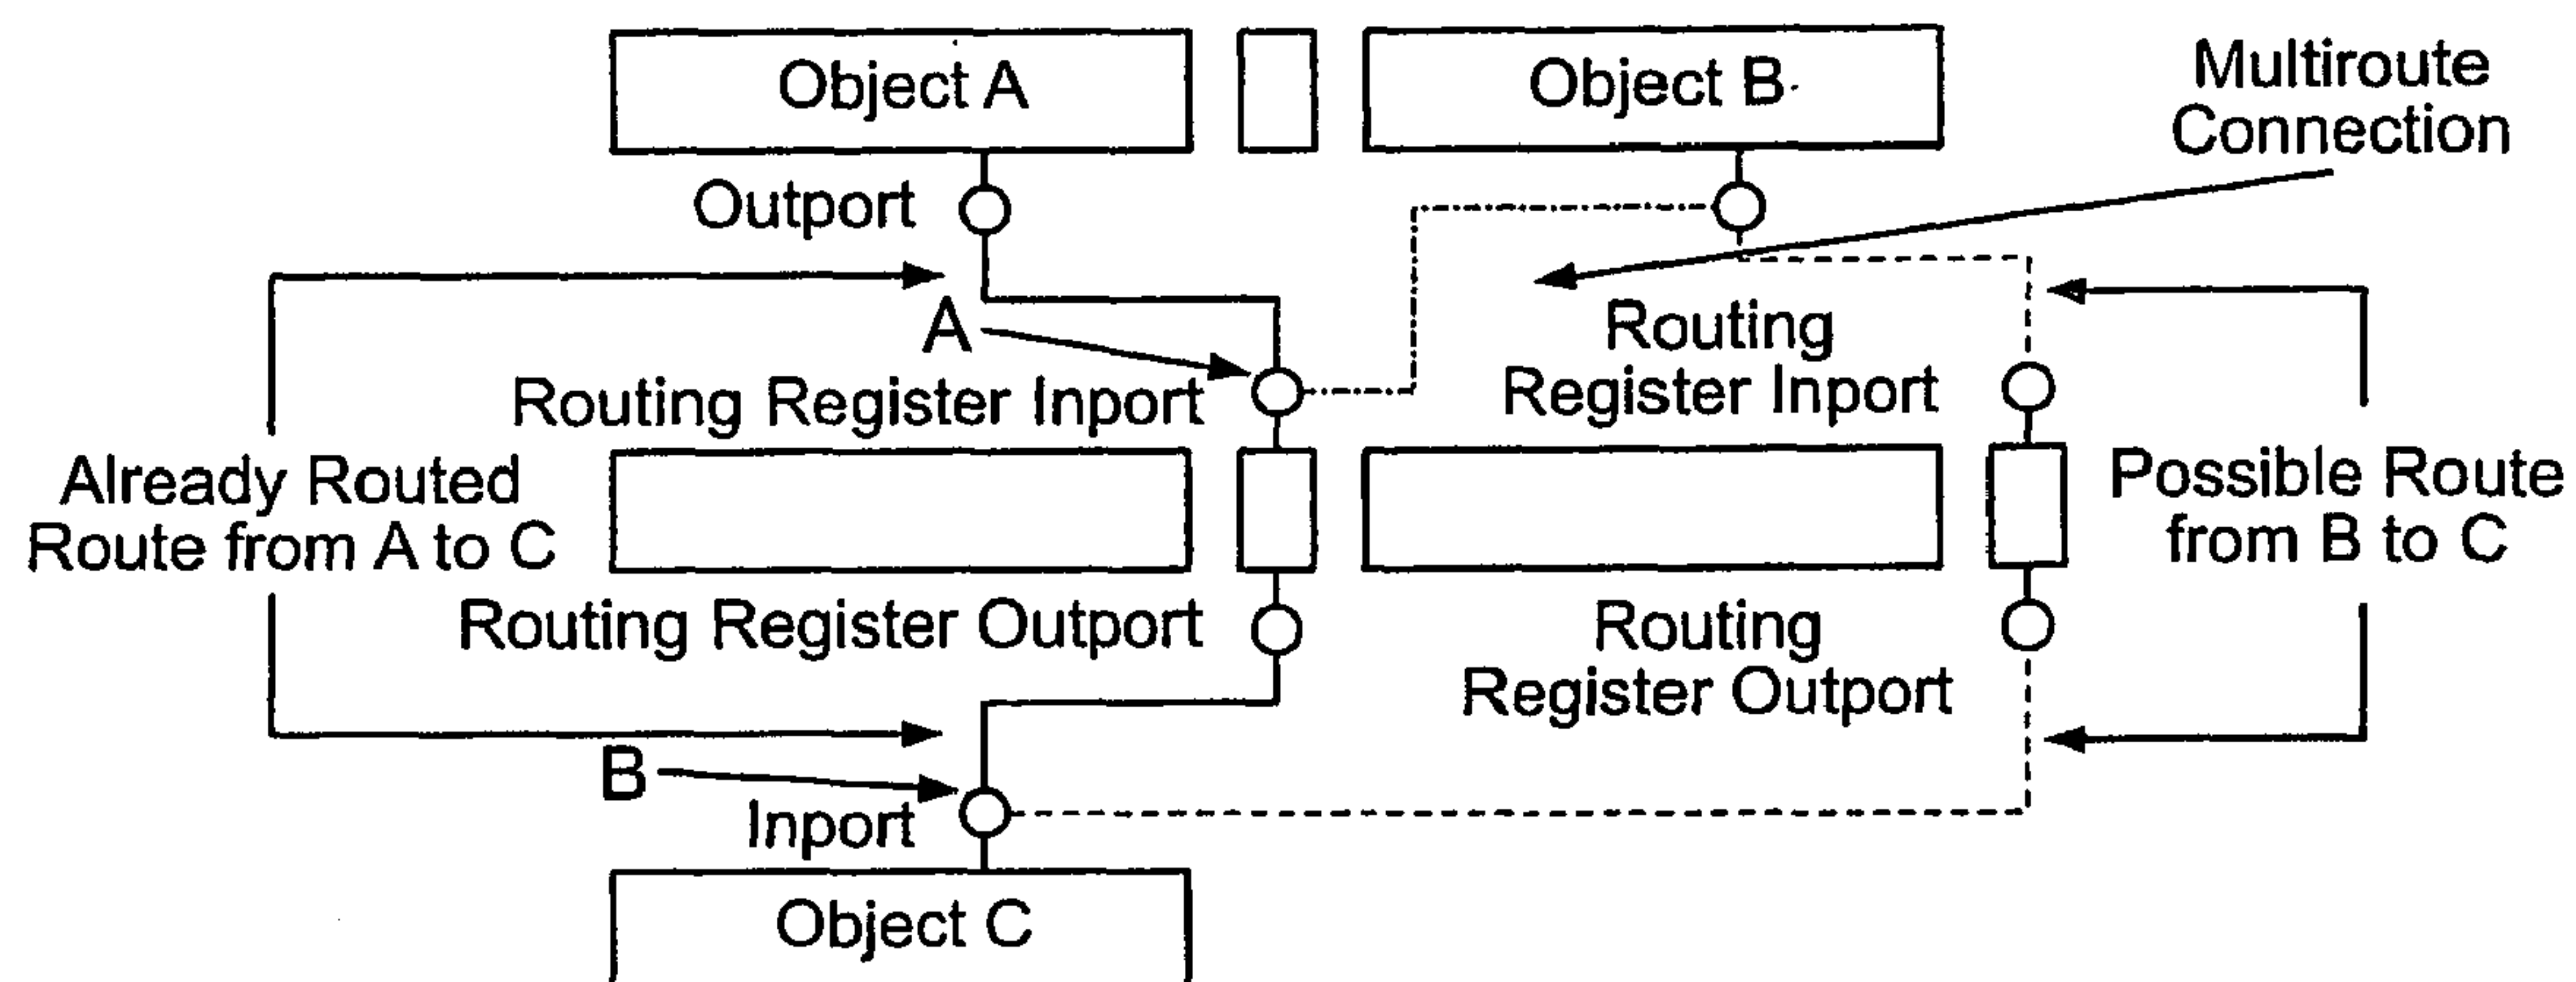 Object A
Object B
Multiroute
Connection
Outport
A
Routing Register Inport
Routing
Register Inport
Already Routed
Route from A to C
Possible Route
from B to C
Routing Register Outport
Routing
Register Outport
B
Inport
Object C